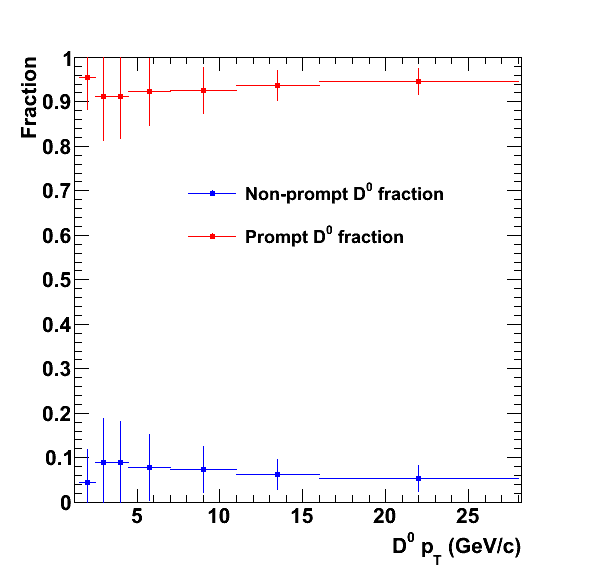 Fraction
1
0.9
0.8
0.7
0.6
0.5
0.4
0.3
0.2
0.1
0
Non-prompt D⁰ fraction
Prompt D⁰ fraction
5 10 15 20 25
D⁰ p_T (GeV/c)